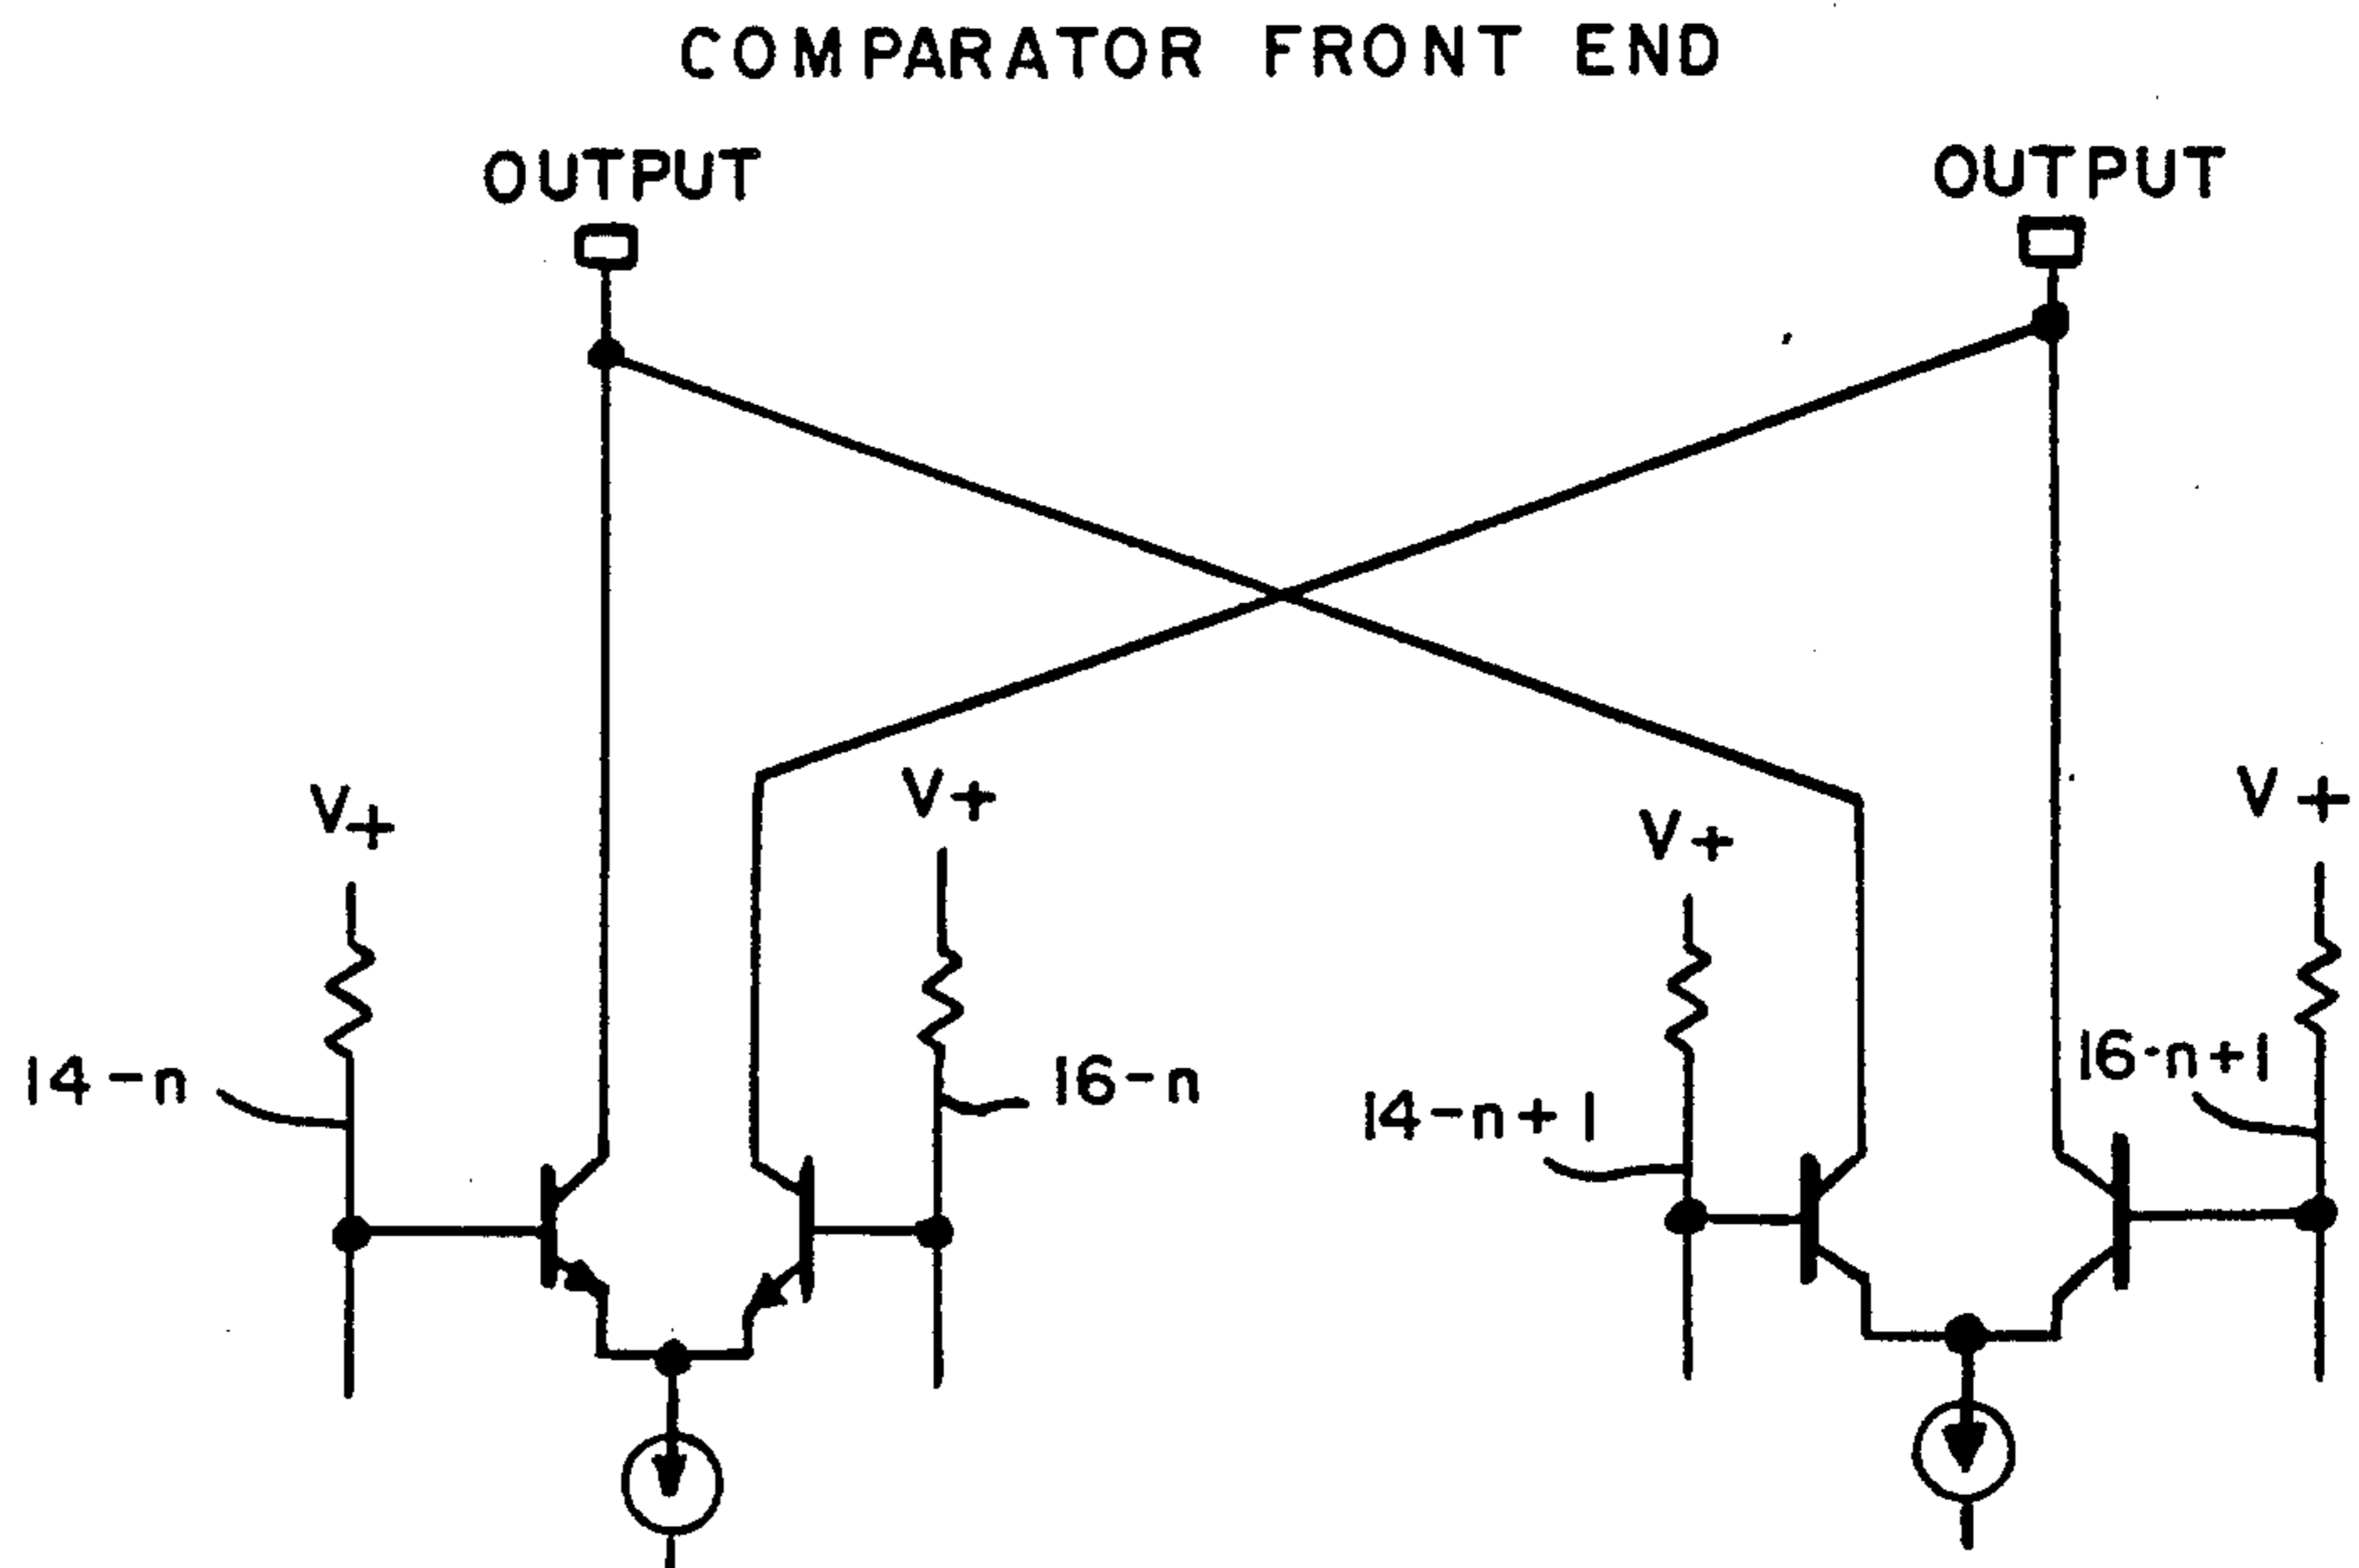 COMPARATOR FRONT END
OUTPUT
OUTPUT
V+
V+
V+
V+
14-n
16-n
14-n+1
16-n+1